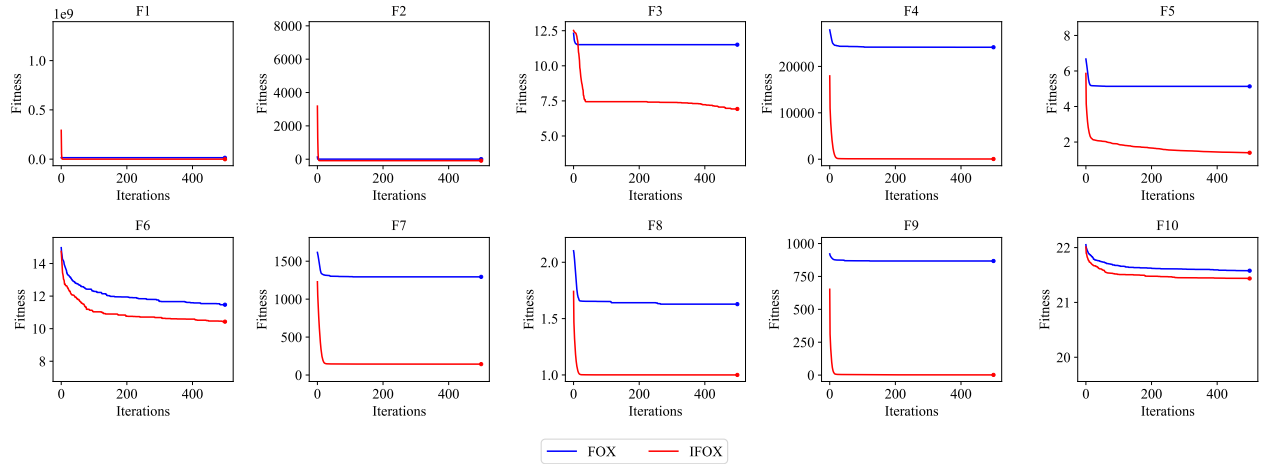 F1
1e9
1.0
0.5
0.0
Fitness
0
200
400
Iterations
F2
8000
6000
4000
2000
0
Fitness
0
200
400
Iterations
F3
12.5
10.0
7.5
5.0
Fitness
0
200
400
Iterations
F4
20000
10000
0
Fitness
0
200
400
Iterations
F5
8
6
4
2
Fitness
0
200
400
Iterations
F6
14
12
10
8
Fitness
0
200
400
Iterations
F7
1500
1000
500
0
Fitness
0
200
400
Iterations
F8
2.0
1.5
1.0
Fitness
0
200
400
Iterations
F9
1000
750
500
250
0
Fitness
0
200
400
Iterations
F10
22
21
20
Fitness
0
200
400
Iterations
FOX
IFOX